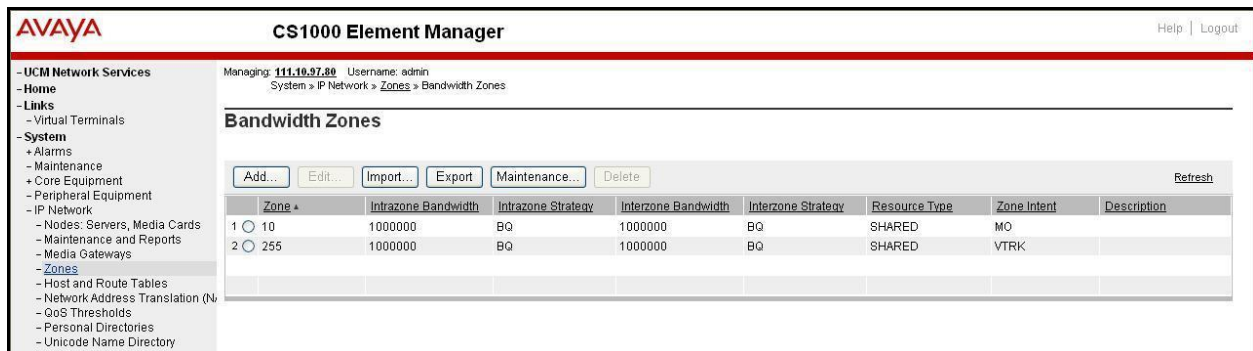 AVAYA
CS1000 Element Manager
Help | Logout
- UCM Network Services
- Home
- Links
- Virtual Terminals
- System
+ Alarms
- Maintenance
+ Core Equipment
- Peripheral Equipment
- IP Network
- Nodes: Servers, Media Cards
- Maintenance and Reports
- Media Gateways
- Zones
- Host and Route Tables
- Network Address Translation (N
- QoS Thresholds
- Personal Directories
- Unicode Name Directory
Managing: 111.10.97.80 Username: admin
System » IP Network » Zones » Bandwidth Zones
Bandwidth Zones
Add... Edit... Import... Export Maintenance... Delete Refresh
Zone Intrazone Bandwidth Intrazone Strategy Interzone Bandwidth Interzone Strategy Resource Type Zone Intent Description
1 10 1000000 BQ 1000000 BQ SHARED MO
2 255 1000000 BQ 1000000 BQ SHARED VTRK